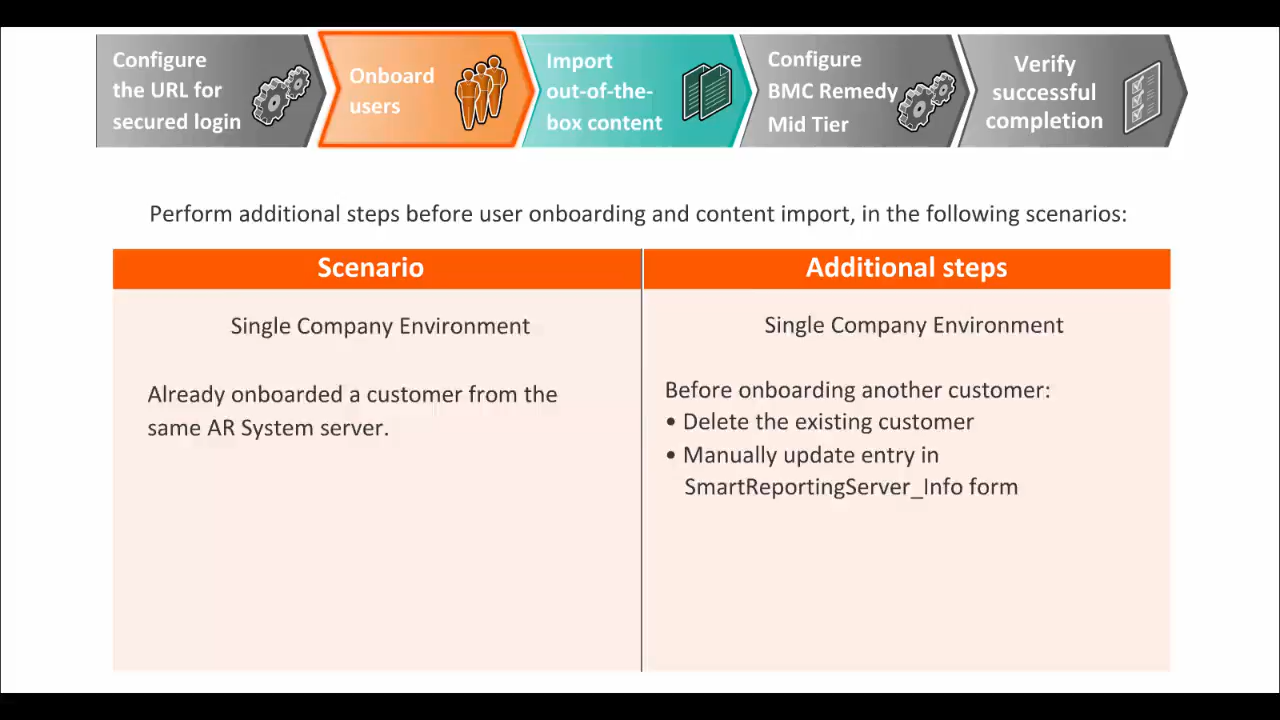 Configure
the URL for
secured login
Onboard
users
Import
out-of-the-
box content
Configure
BMC Remedy
Mid Tier
Verify
successful
completion
Perform additional steps before user onboarding and content import, in the following scenarios:
Scenario
Additional steps
Single Company Environment
Already onboarded a customer from the
same AR System server.
Single Company Environment
Before onboarding another customer:
• Delete the existing customer
• Manually update entry in
SmartReportingServer_Info form